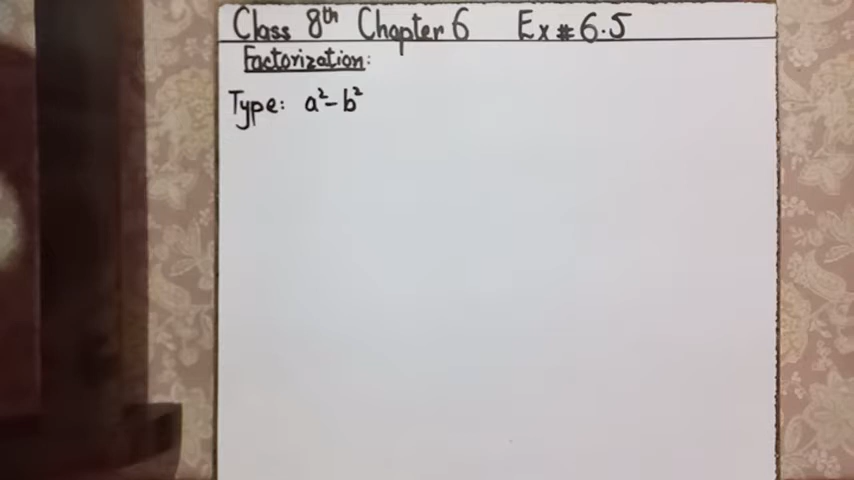 Class 8th Chapter 6 Ex # 6.5
Factorization:
Type: a² - b²